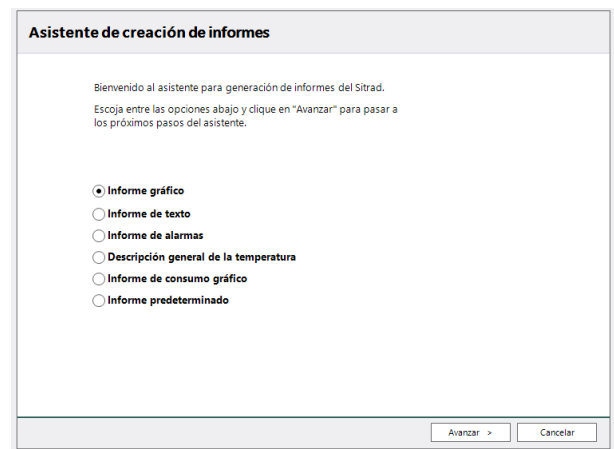 Asistente de creación de informes
Bienvenido al asistente para generación de informes del Sitrad.
Escoja entre las opciones abajo y clique en "Avanzar" para pasar a
los próximos pasos del asistente.
Informe gráfico
Informe de texto
Informe de alarmas
Descripción general de la temperatura
Informe de consumo gráfico
Informe predeterminado
Avanzar >
Cancelar